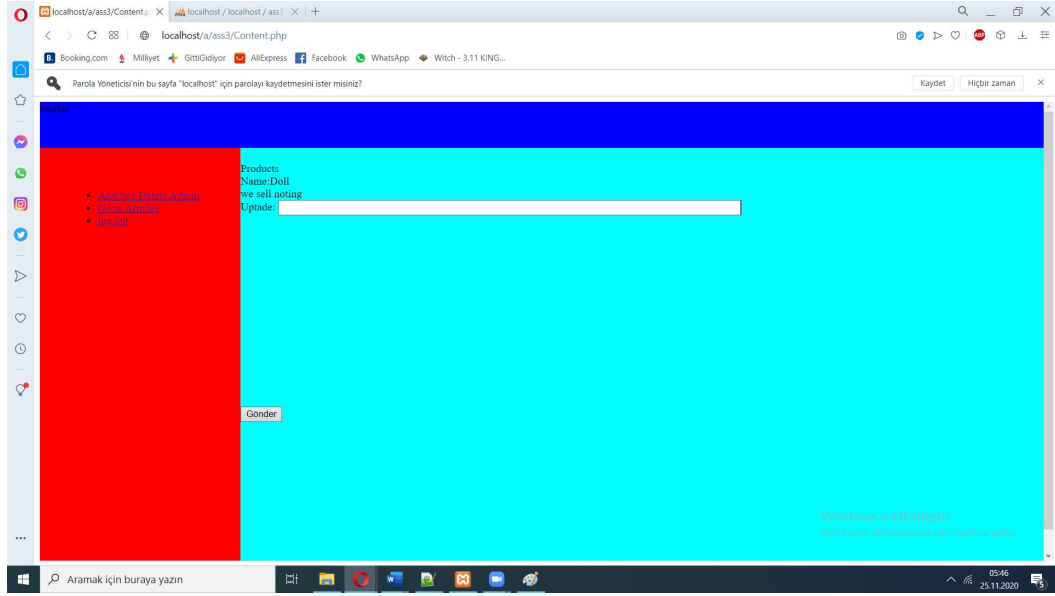 localhost/a/ass3/Content.p
localhost / localhost / ass3
localhost/a/ass3/Content.php
Booking.com Milliyet GittiGidiyor AliExpress Facebook WhatsApp Witch - 3.11 KING...
Parola Yöneticisi'nin bu sayfa "localhost" için parolayı kaydetmesini ister misiniz? Kaydet Hiçbir zaman
Products
Name:Doll
Add/See/Delete Admin
we sell noting
Go to Articles
Uptade:
log out
Gönder
Windows'u Etkinleştir
Aramak için buraya yazın
05:46
25.11.2020